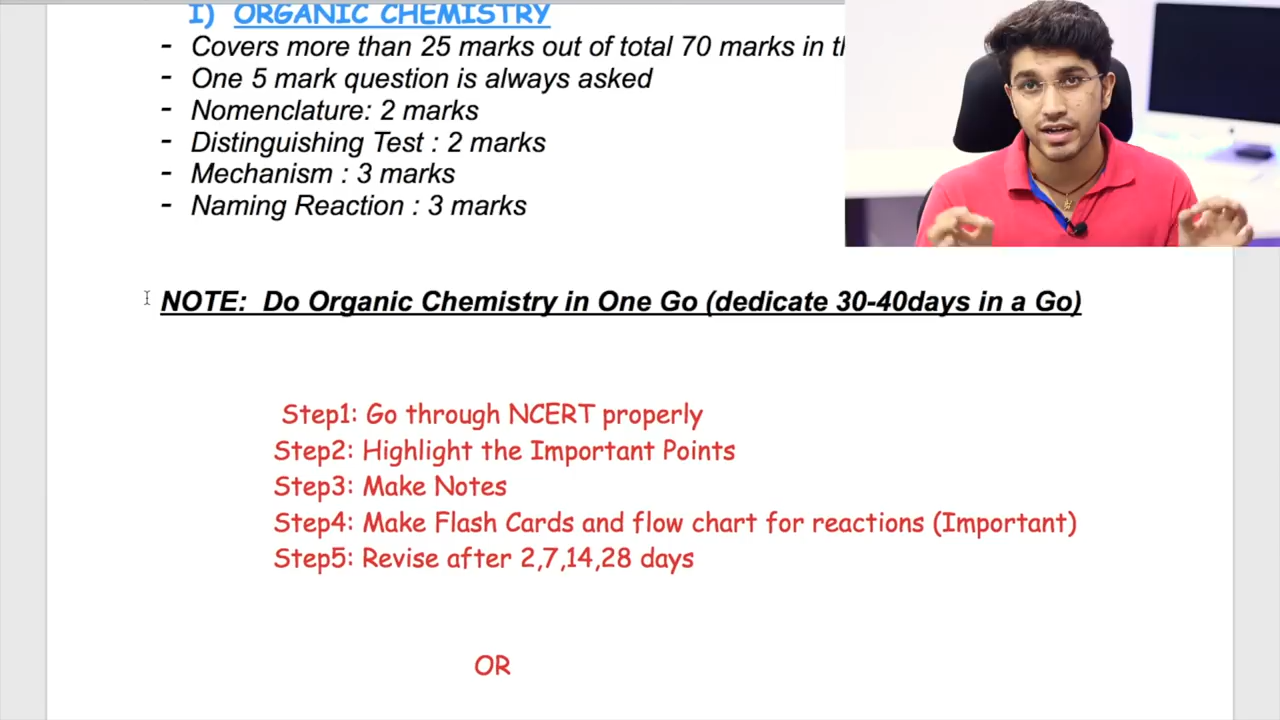 I) ORGANIC CHEMISTRY
- Covers more than 25 marks out of total 70 marks in
- One 5 mark question is always asked
- Nomenclature: 2 marks
- Distinguishing Test : 2 marks
- Mechanism : 3 marks
- Naming Reaction : 3 marks
NOTE: Do Organic Chemistry in One Go (dedicate 30-40days in a Go)
Step1: Go through NCERT properly
Step2: Highlight the Important Points
Step3: Make Notes
Step4: Make Flash Cards and flow chart for reactions (Important)
Step5: Revise after 2,7,14,28 days
OR